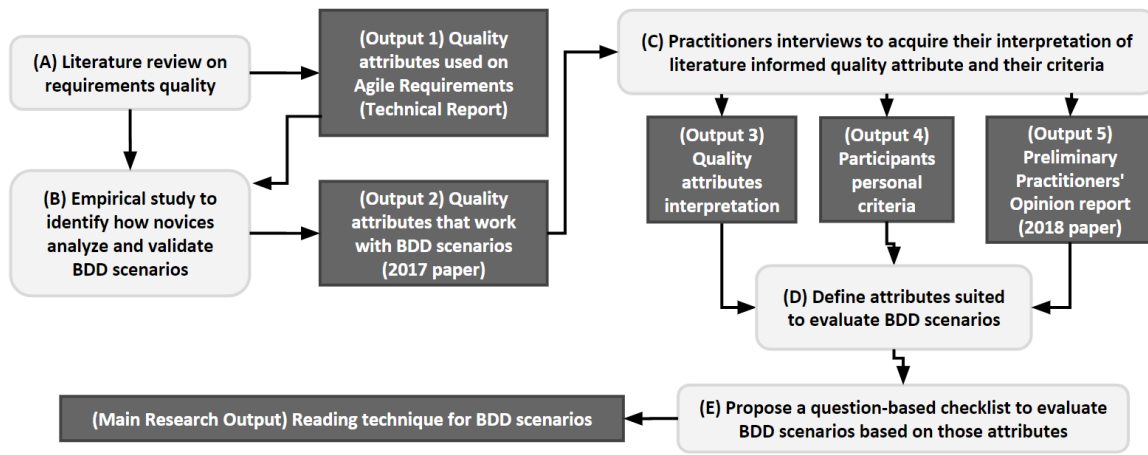 (A) Literature review on
requirements quality
(Output 1) Quality
attributes used on
Agile Requirements
(Technical Report)
(B) Empirical study to
identify how novices
analyze and validate
BDD scenarios
(Output 2) Quality
attributes that work
with BDD scenarios
(2017 paper)
(C) Practitioners interviews to acquire their interpretation of
literature informed quality attribute and their criteria
(Output 3)
Quality
attributes
interpretation
(Output 4)
Participants
personal
criteria
(Output 5)
Preliminary
Practitioners'
Opinion report
(2018 paper)
(D) Define attributes suited
to evaluate BDD scenarios
(E) Propose a question-based checklist to evaluate
BDD scenarios based on those attributes
(Main Research Output) Reading technique for BDD scenarios